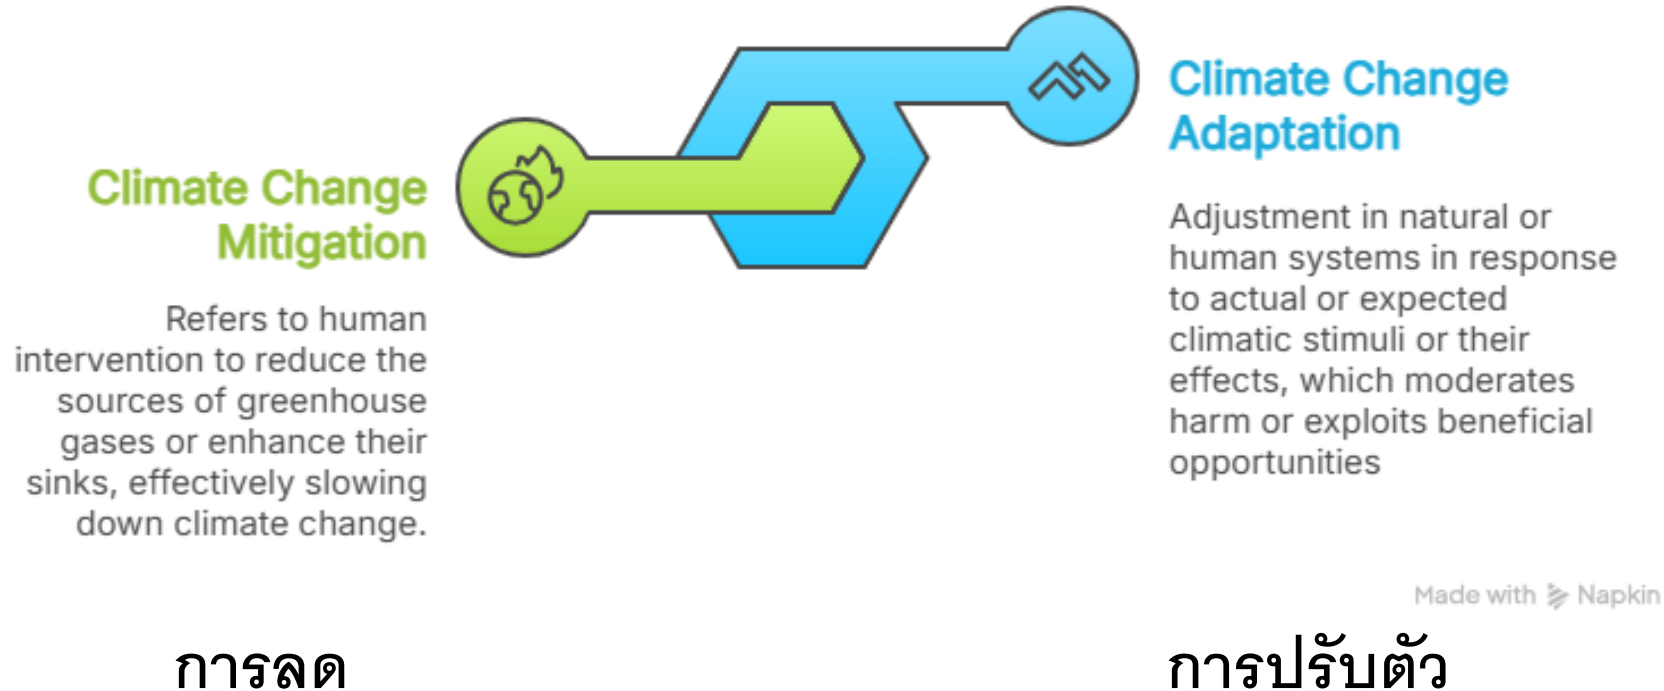 Climate Change
Mitigation
Refers to human
intervention to reduce the
sources of greenhouse
gases or enhance their
sinks, effectively slowing
down climate change.
Climate Change
Adaptation
Adjustment in natural or
human systems in response
to actual or expected
climatic stimuli or their
effects, which moderates
harm or exploits beneficial
opportunities
Made with Napkin
การลด
การปรับตัว